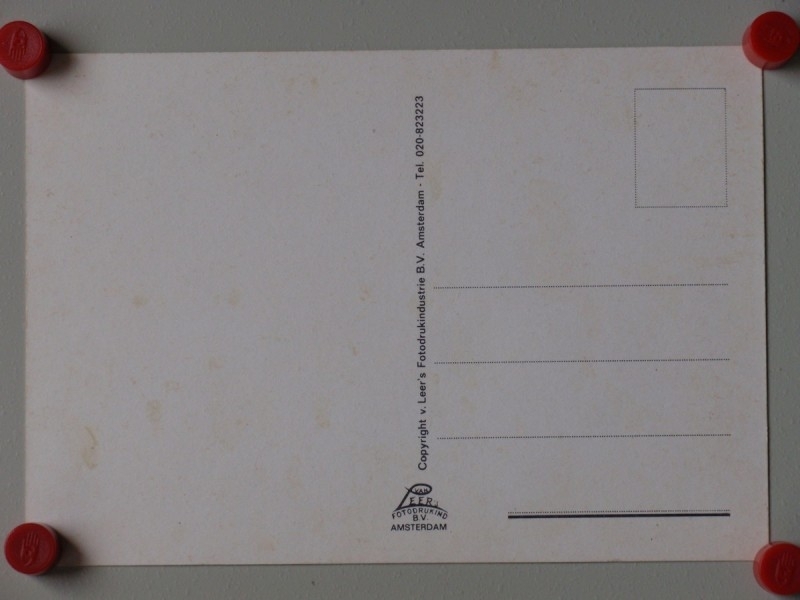 Copyright v. Leer's Fotodrukindustrie B.V. Amsterdam - Tel. 020-823223
VAN
LEER
FOTODRUKIND
B.V.
AMSTERDAM